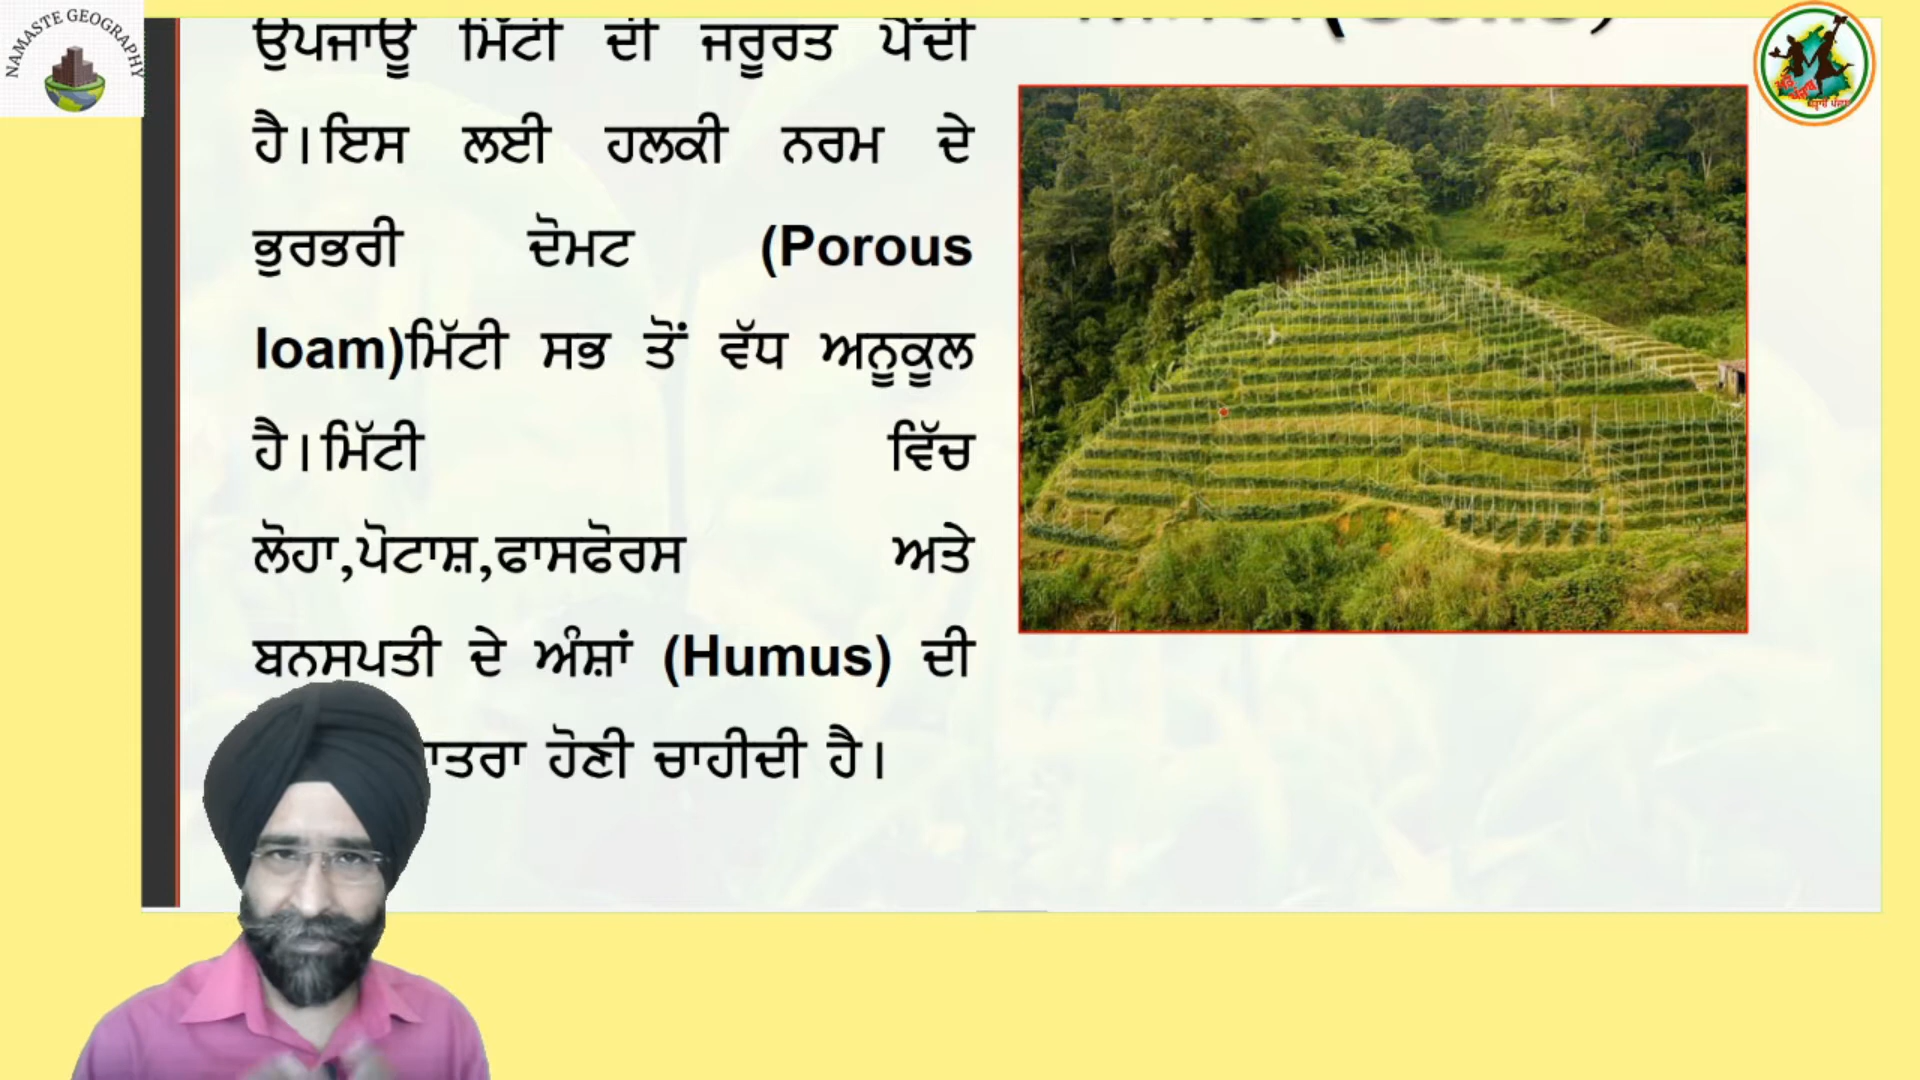 NAMASTE GEOGRAPHY
ਉਪਜਾਊ ਮਿੱਟੀ ਦੀ ਜਰੂਰਤ ਪੈਂਦੀ
ਹੈ।ਇਸ ਲਈ ਹਲਕੀ ਨਰਮ ਦੇ
ਭੁਰਭਰੀ ਦੋਮਟ (Porous
loam)ਮਿੱਟੀ ਸਭ ਤੋਂ ਵੱਧ ਅਨੂਕੂਲ
ਹੈ।ਮਿੱਟੀ ਵਿੱਚ
ਲੋਹਾ,ਪੋਟਾਸ਼,ਫਾਸਫੋਰਸ ਅਤੇ
ਬਨਸਪਤੀ ਦੇ ਅੰਸ਼ਾਂ (Humus) ਦੀ
ਹੋਣੀ ਚਾਹੀਦੀ ਹੈ।